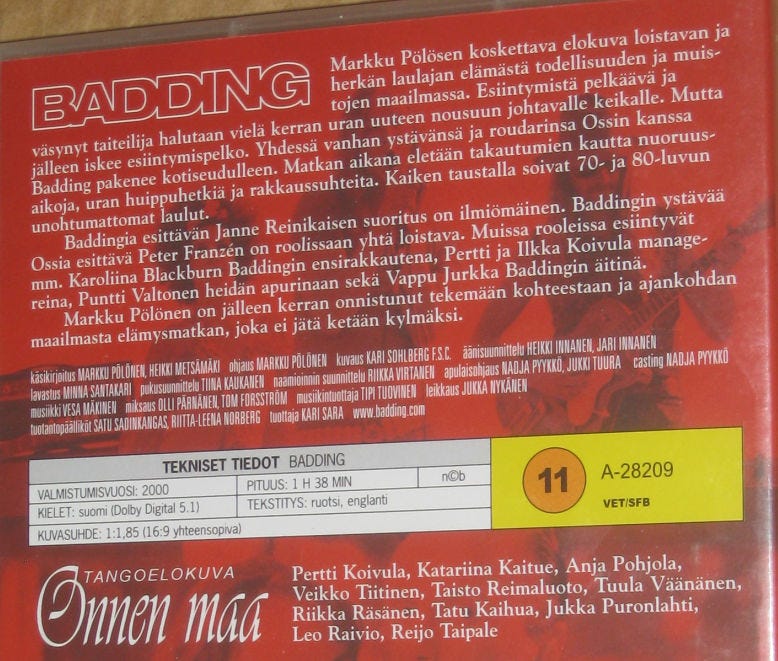 BADDING
Markku Pölösen koskettava elokuva loistavan ja
herkän laulajan elämästä todellisuuden ja muis-
tojen maailmassa. Esiintymistä pelkäävä ja
väsynyt taiteilija halutaan vielä kerran uran uuteen nousuun johtavalle keikalle. Mutta
jälleen iskee esiintymispelko. Yhdessä vanhan ystävänsä ja roudarinsa Ossin kanssa
Badding pakenee kotiseudulleen. Matkan aikana eletään takautumien kautta nuoruus-
aikoja, uran huippuhetkiä ja rakkaussuhteita. Kaiken taustalla soivat 70- ja 80-luvun
unohtumattomat laulut.
Baddingia esittävän Janne Reinikaisen suoritus on ilmiömäinen. Baddingin ystävää
Ossia esittävä Peter Franzén on roolissaan yhtä loistava. Muissa rooleissa esiintyvät
mm. Karoliina Blackburn Baddingin ensirakkautena, Pertti ja Ilkka Koivula manage-
reina, Puntti Valtonen heidän apurinaan sekä Vappu Jurkka Baddingin äitinä.
Markku Pölönen on jälleen kerran onnistunut tekemään kohteestaan ja ajankohdan
maailmasta elämysmatkan, joka ei jätä ketään kylmäksi.
käsikirjoitus MARKKU PÖLÖNEN, HEIKKI METSÄMÄKI ohjaus MARKKU PÖLÖNEN kuvaus KARI SOHLBERG F.S.C. äänisuunnittelu HEIKKI INNANEN, JARI INNANEN
lavastus MINNA SANTAKARI pukusuunnittelu TIINA KAUKANEN naamioinnin suunnittelu RIIKKA VIRTANEN apulaisohjaus NADJA PYYKKÖ, JUKKI TUURA casting NADJA PYYKKÖ
musiikki VESA MÄKINEN miksaus OLLI PÄRNÄNEN, TOM FORSSTRÖM musiikintuottaja TIPI TUOVINEN leikkaus JUKKA NYKÄNEN
tuotantopäälliköt SATU SADINKANGAS, RIITTA-LEENA NORBERG tuottaja KARI SARA www.badding.com
TEKNISET TIEDOT BADDING
VALMISTUMISVUOSI: 2000 PITUUS: 1 H 38 MIN n©b
KIELET: suomi (Dolby Digital 5.1) TEKSTITYS: ruotsi, englanti
KUVASUHDE: 1:1,85 (16:9 yhteensopiva)
11 A-28209
VET/SFB
TANGOELOKUVA
Onnen maa
Pertti Koivula, Katariina Kaitue, Anja Pohjola,
Veikko Tiitinen, Taisto Reimaluoto, Tuula Väänänen,
Riikka Räsänen, Tatu Kaihua, Jukka Puronlahti,
Leo Raivio, Reijo Taipale